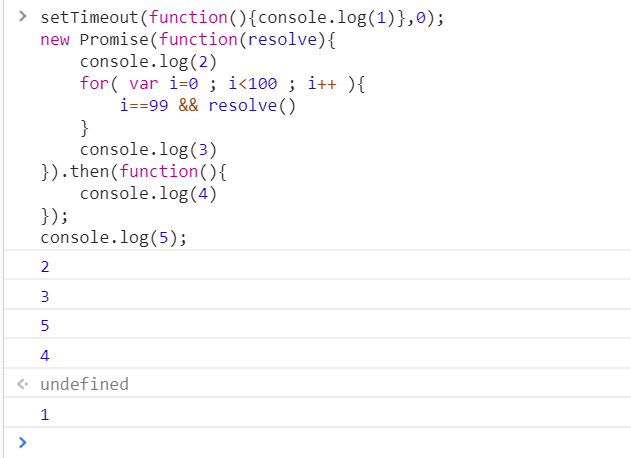 > setTimeout(function(){console.log(1)},0);
new Promise(function(resolve){
    console.log(2)
    for( var i=0 ; i<100 ; i++ ){
        i==99 && resolve()
    }
    console.log(3)
}).then(function(){
    console.log(4)
});
console.log(5);
2
3
5
4
undefined
1
>